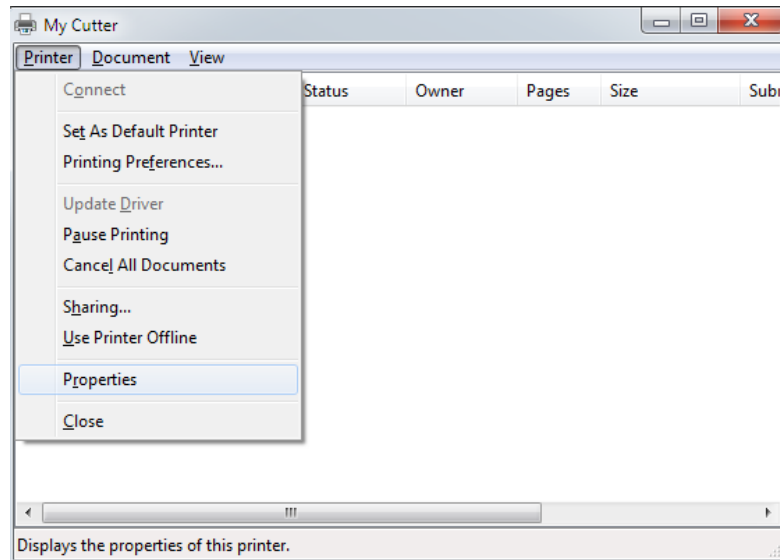 My Cutter
Printer Document View
Connect
Status Owner Pages Size
Set As Default Printer
Printing Preferences...
Update Driver
Pause Printing
Cancel All Documents
Sharing...
Use Printer Offline
Properties
Close
Displays the properties of this printer.